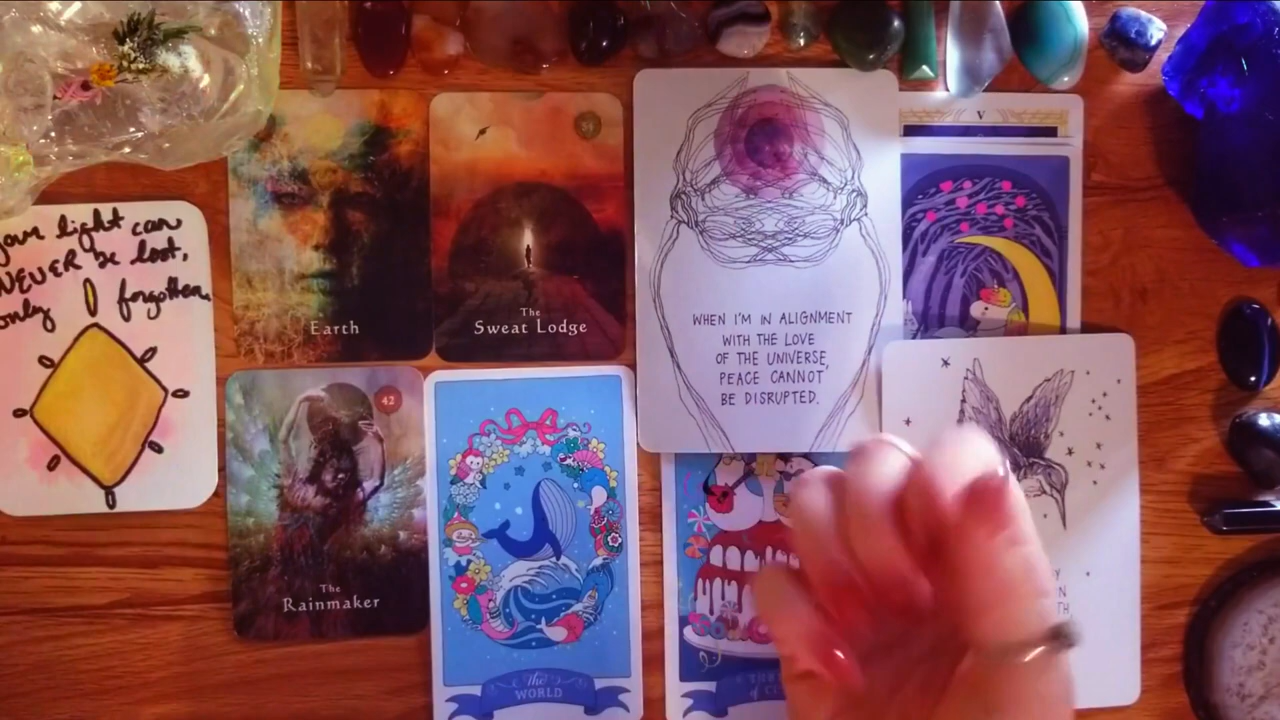 your light can
NEVER be lost,
only forgotten.
Earth
The
Sweat Lodge
42
The
Rainmaker
The
WORLD
WHEN I'M IN ALIGNMENT
WITH THE LOVE
OF THE UNIVERSE,
PEACE CANNOT
BE DISRUPTED.
V